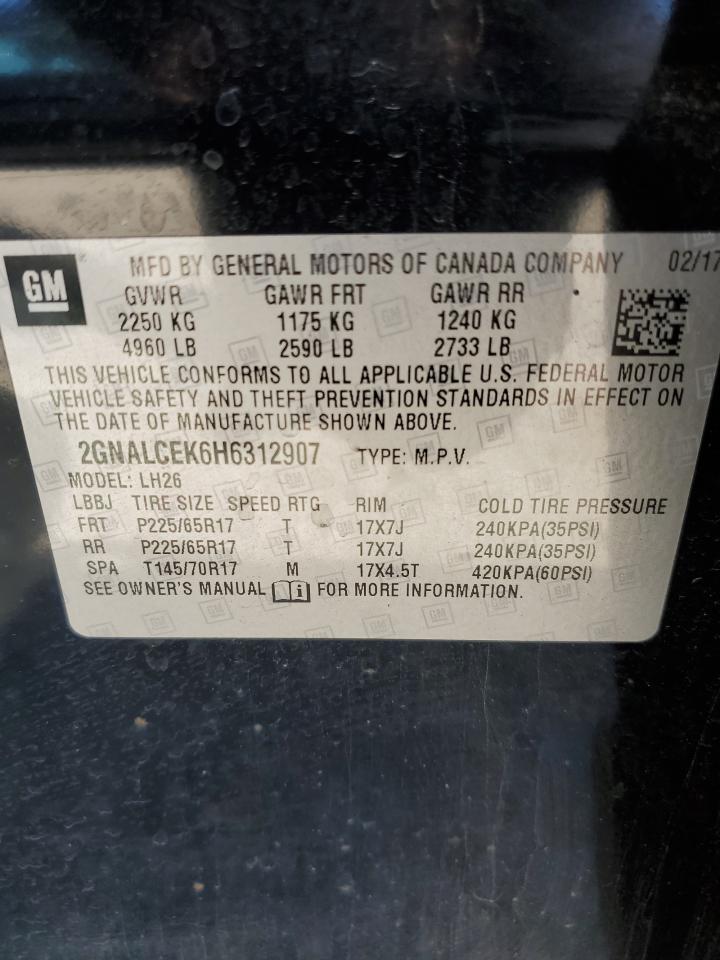 GM
MFD BY GENERAL MOTORS OF CANADA COMPANY 02/17
GVWR GAWR FRT GAWR RR
2250 KG 1175 KG 1240 KG
4960 LB 2590 LB 2733 LB
THIS VEHICLE CONFORMS TO ALL APPLICABLE U.S. FEDERAL MOTOR
VEHICLE SAFETY AND THEFT PREVENTION STANDARDS IN EFFECT ON
THE DATE OF MANUFACTURE SHOWN ABOVE.
2GNALCEK6H6312907 TYPE: M.P.V.
MODEL: LH26
LBBJ TIRE SIZE SPEED RTG RIM COLD TIRE PRESSURE
FRT P225/65R17 T 17X7J 240KPA(35PSI)
RR P225/65R17 T 17X7J 240KPA(35PSI)
SPA T145/70R17 M 17X4.5T 420KPA(60PSI)
SEE OWNER'S MANUAL i FOR MORE INFORMATION.